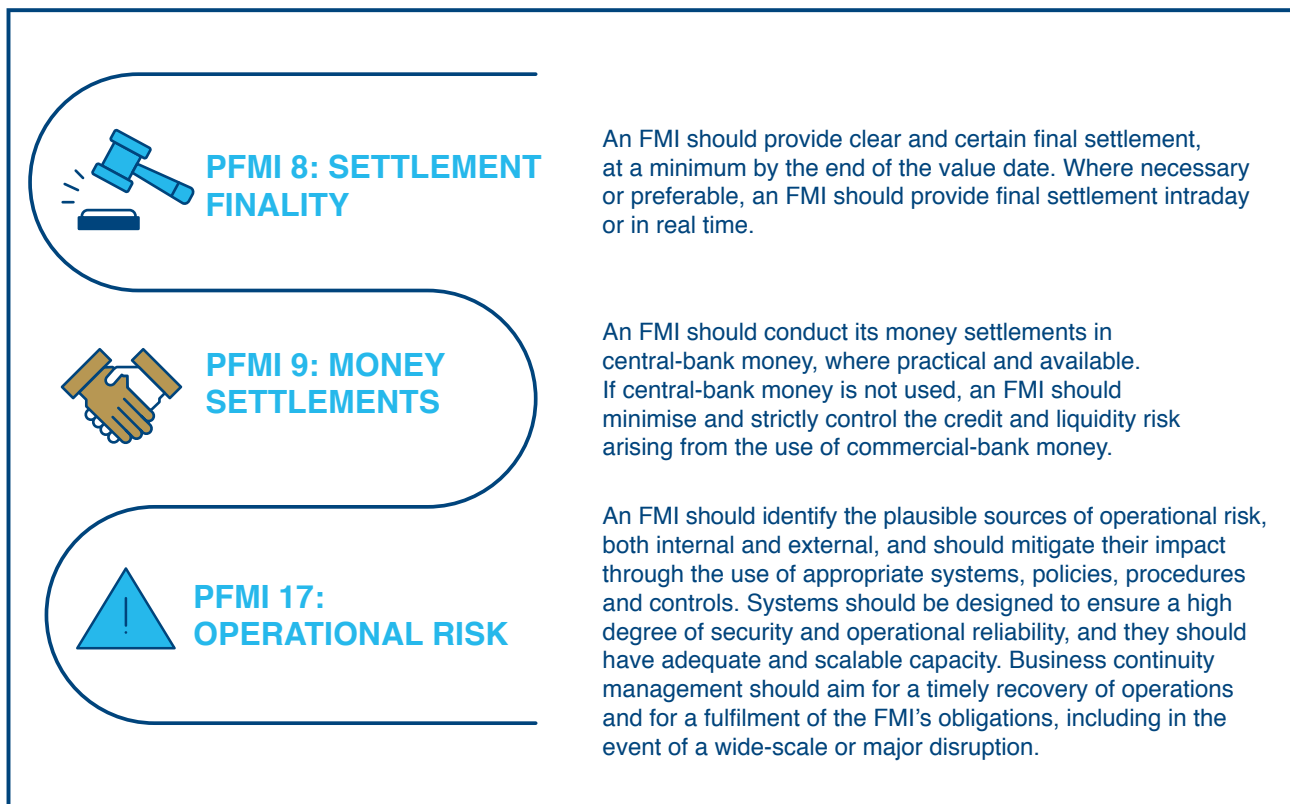 PFMI 8: SETTLEMENT
FINALITY
An FMI should provide clear and certain final settlement,
at a minimum by the end of the value date. Where necessary
or preferable, an FMI should provide final settlement intraday
or in real time.
PFMI 9: MONEY
SETTLEMENTS
An FMI should conduct its money settlements in
central-bank money, where practical and available.
If central-bank money is not used, an FMI should
minimise and strictly control the credit and liquidity risk
arising from the use of commercial-bank money.
PFMI 17:
OPERATIONAL RISK
An FMI should identify the plausible sources of operational risk,
both internal and external, and should mitigate their impact
through the use of appropriate systems, policies, procedures
and controls. Systems should be designed to ensure a high
degree of security and operational reliability, and they should
have adequate and scalable capacity. Business continuity
management should aim for a timely recovery of operations
and for a fulfilment of the FMI’s obligations, including in the
event of a wide-scale or major disruption.